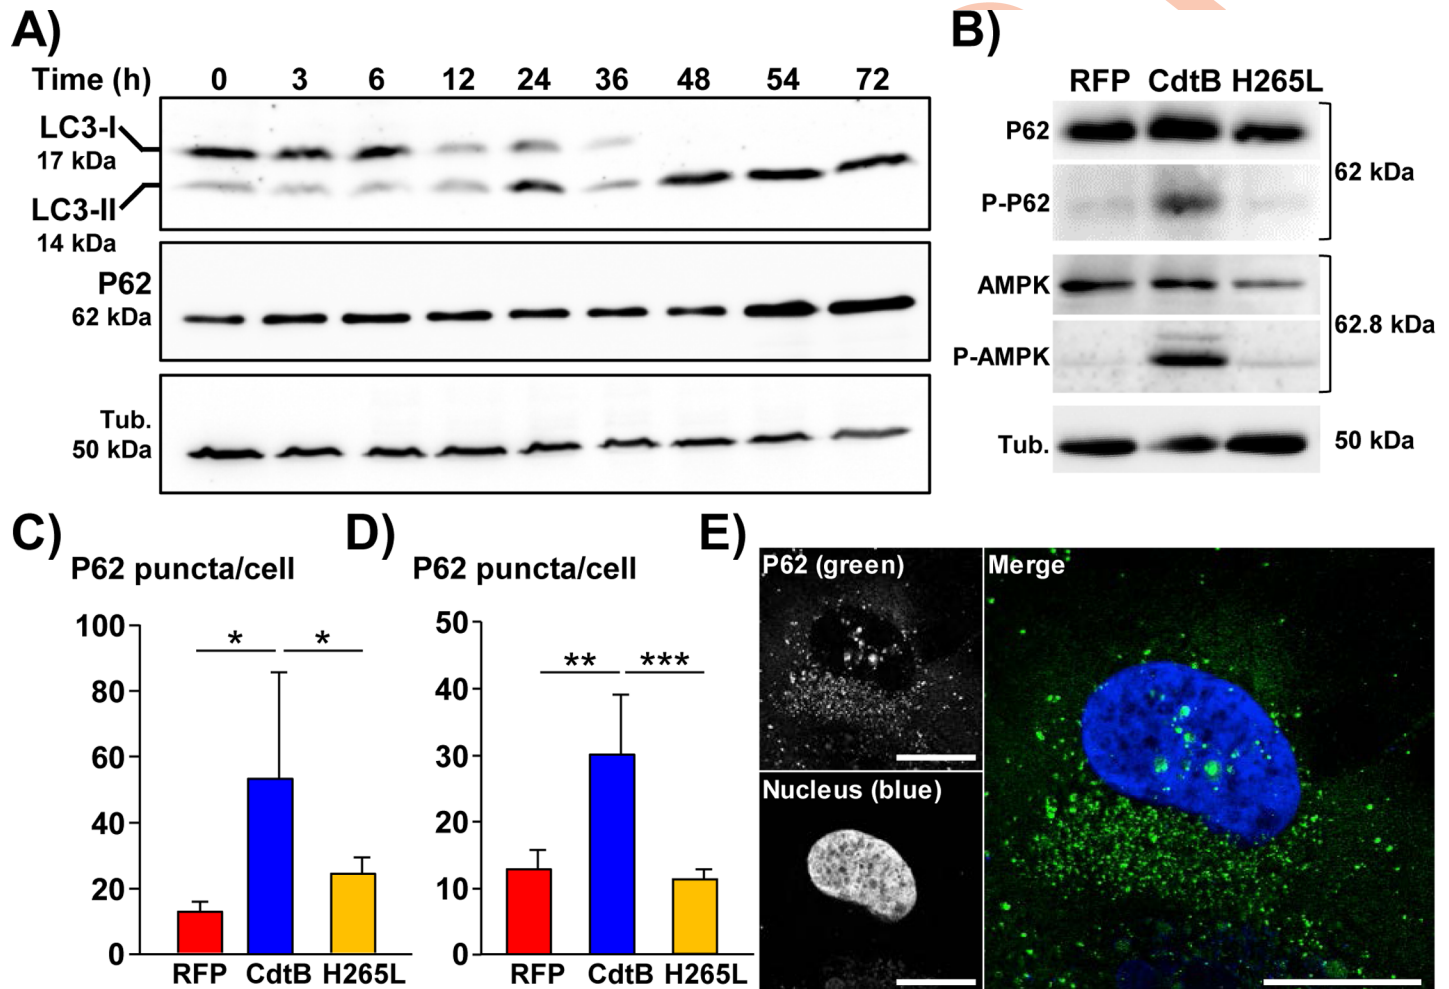 A)
Time (h) 0 3 6 12 24 36 48 54 72
LC3-I
17 kDa
LC3-II
14 kDa
P62
62 kDa
Tub.
50 kDa
B)
RFP CdtB H265L
P62
P-P62
62 kDa
AMPK
P-AMPK
62.8 kDa
Tub.
50 kDa
C)
P62 puncta/cell
100
80
60
40
20
0
* *
RFP CdtB H265L
D)
P62 puncta/cell
50
40
30
20
10
0
** ***
RFP CdtB H265L
E)
P62 (green)
Nucleus (blue)
Merge